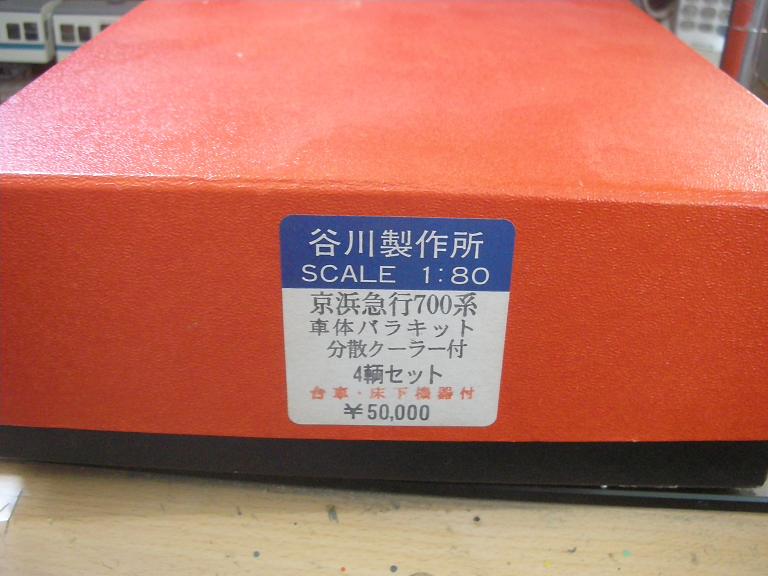 谷川製作所
SCALE 1:80
京浜急行700系
車体バラキット
分散クーラー付
4輌セット
台車・床下機器付
￥50,000